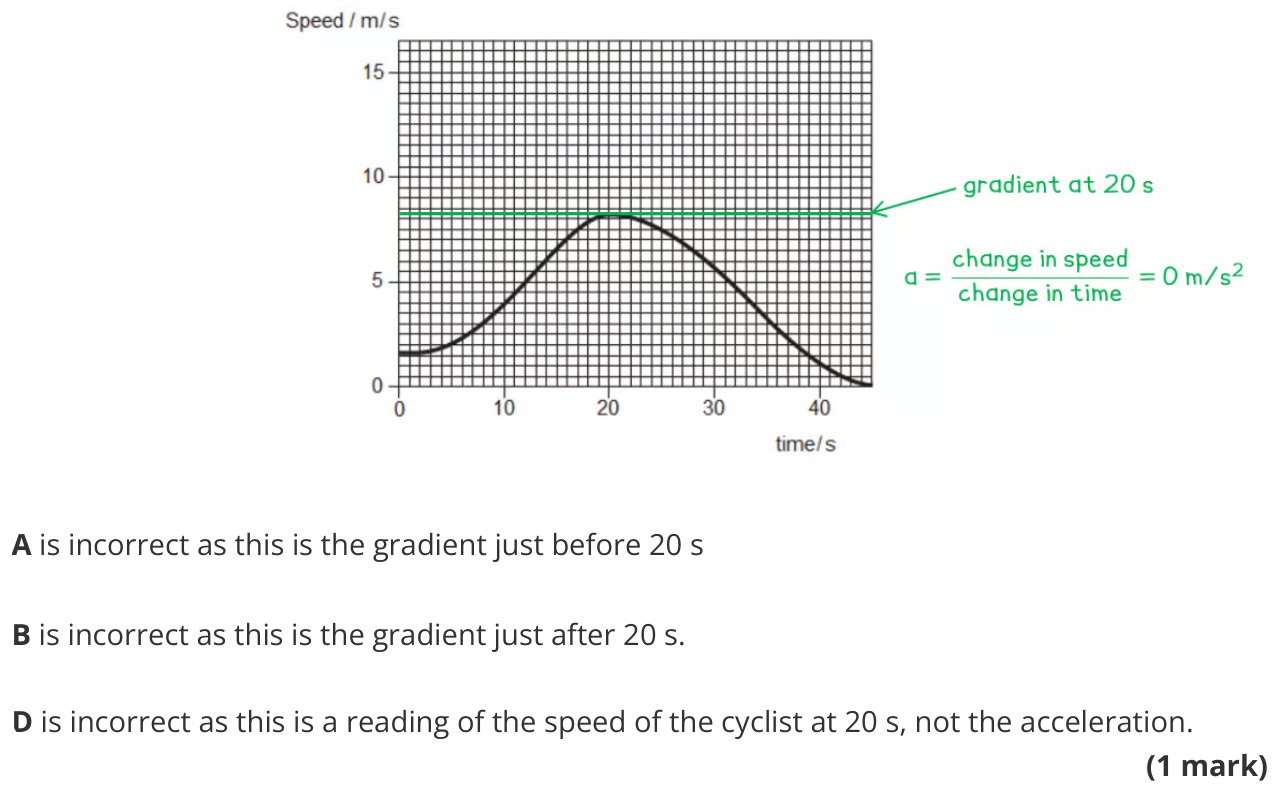 Speed / m/s
15
10
gradient at 20 s
a = change in speed / change in time = 0 m/s²
5
0
0 10 20 30 40
time/s
A is incorrect as this is the gradient just before 20 s
B is incorrect as this is the gradient just after 20 s.
D is incorrect as this is a reading of the speed of the cyclist at 20 s, not the acceleration.
(1 mark)